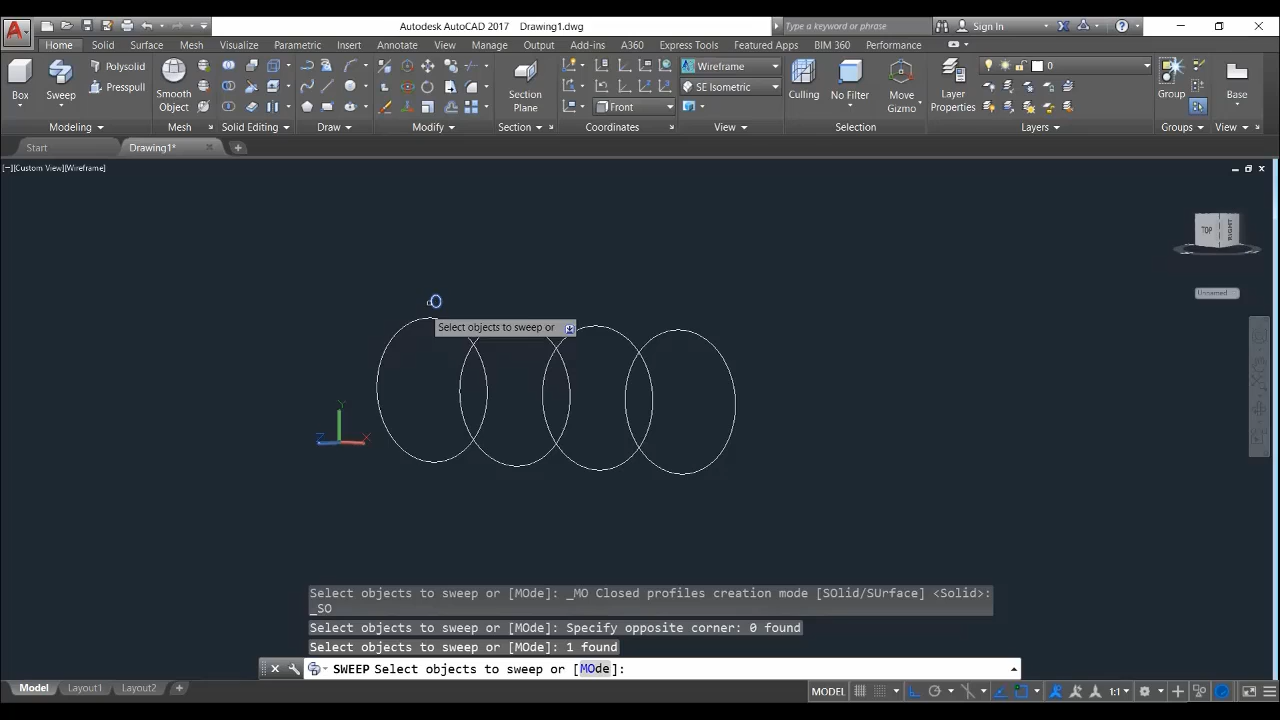 Autodesk AutoCAD 2017 Drawing1.dwg
Type a keyword or phrase
Sign In
Home Solid Surface Mesh Visualize Parametric Insert Annotate View Manage Output Add-ins A360 Express Tools Featured Apps BIM 360 Performance
Polysolid
Presspull
Box
Sweep
Smooth
Object
Section
Plane
Front
Wireframe
SE Isometric
Culling
No Filter
Move
Gizmo
Layer
Properties
0
Group
Base
Modeling Mesh Solid Editing Draw Modify Section Coordinates View Selection Layers Groups View
Start Drawing1*
[−][Custom View][Wireframe]
TOP RIGHT
Unnamed
Select objects to sweep or
Y
Z X
Select objects to sweep or [MOde]: _MO Closed profiles creation mode [SOlid/SUrface] <Solid>:
_SO
Select objects to sweep or [MOde]: Specify opposite corner: 0 found
Select objects to sweep or [MOde]: 1 found
SWEEP Select objects to sweep or [MOde]:
Model Layout1 Layout2
MODEL 1:1